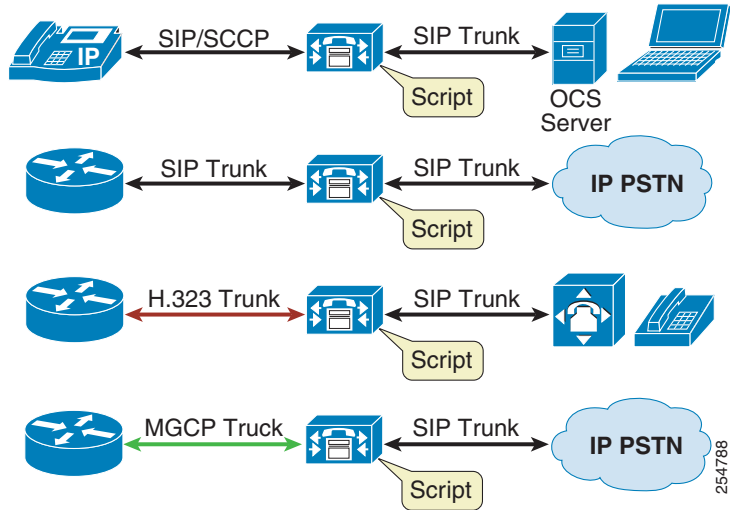 IP
SIP/SCCP
SIP Trunk
Script
OCS
Server
SIP Trunk
SIP Trunk
IP PSTN
Script
H.323 Trunk
SIP Trunk
Script
MGCP Truck
SIP Trunk
IP PSTN
Script
254788